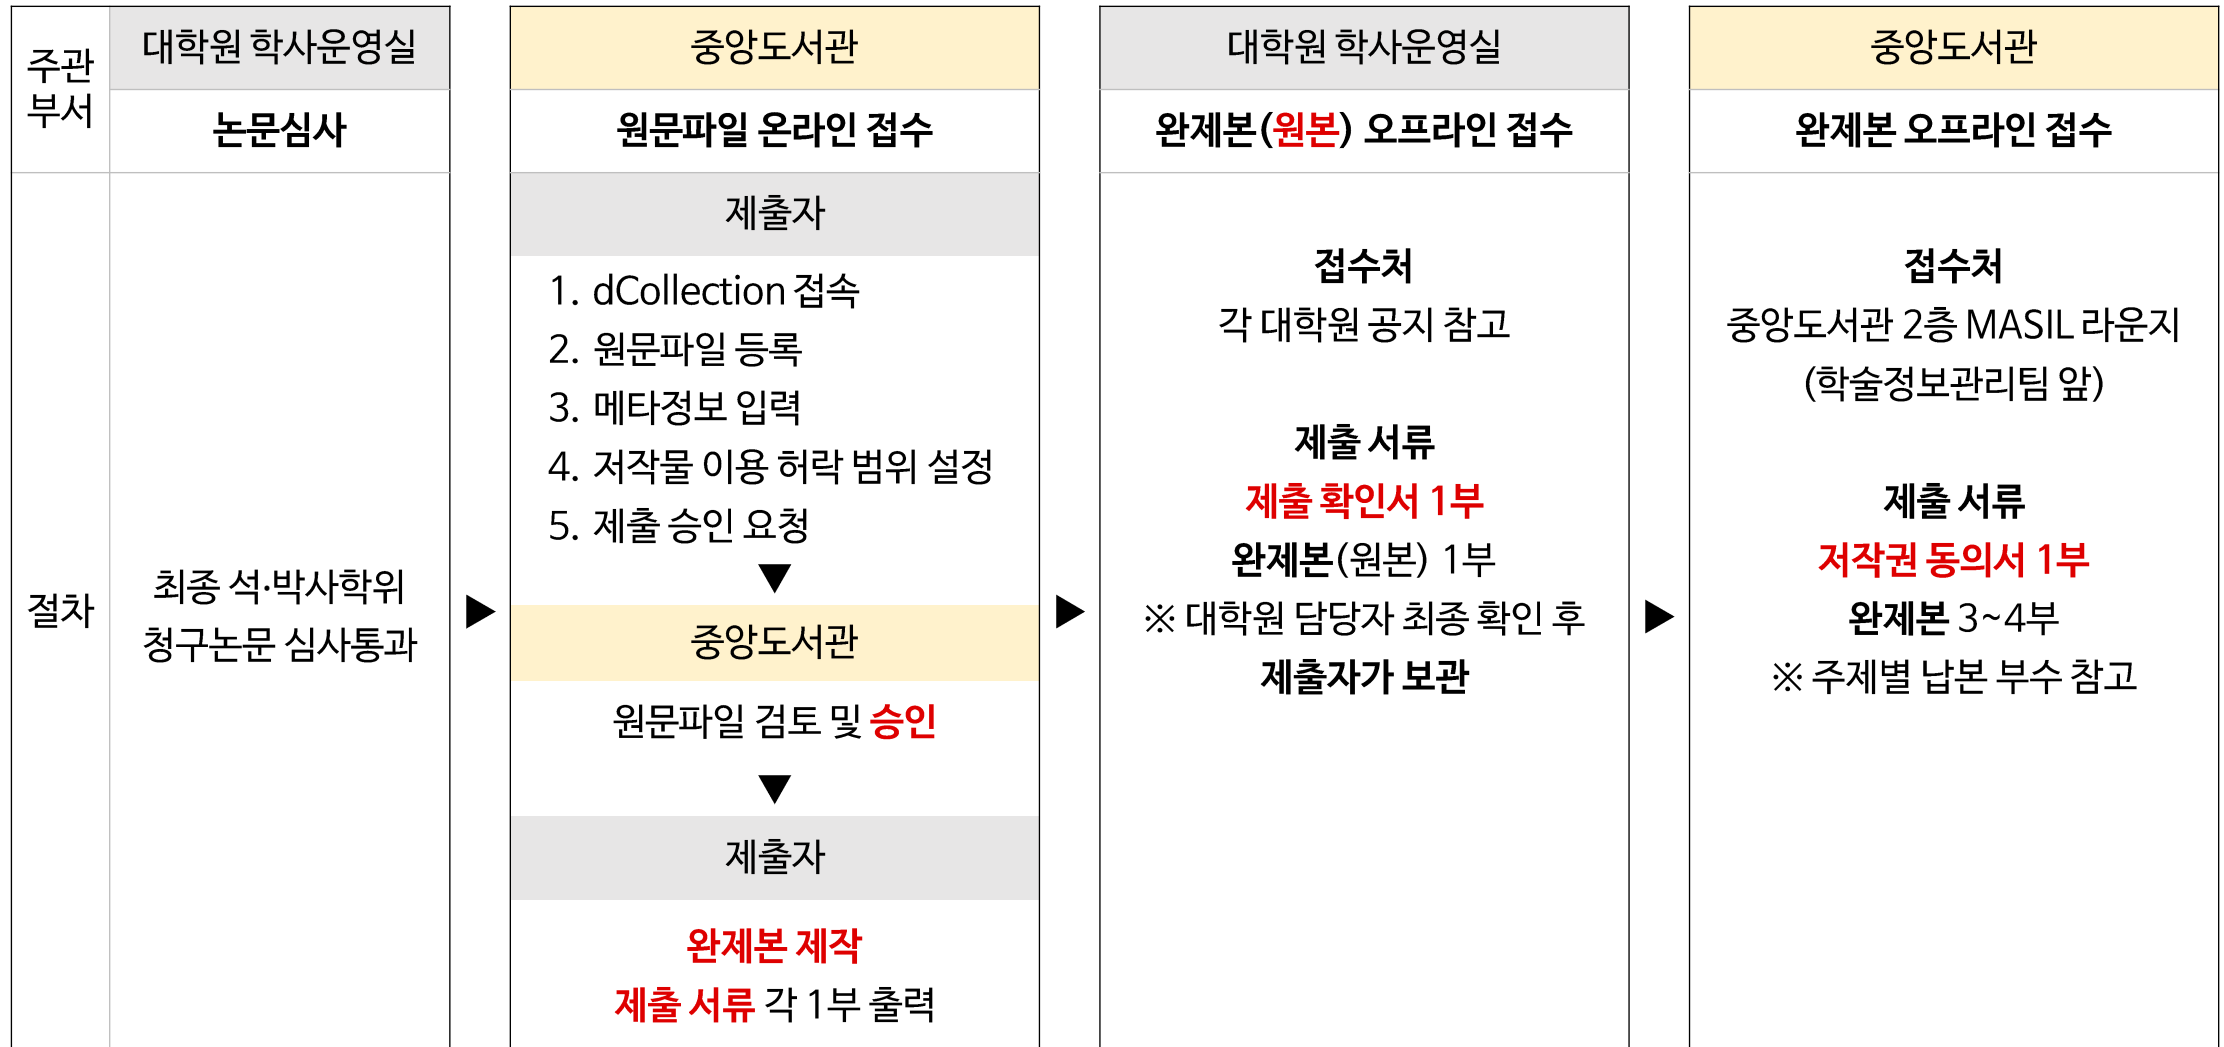 주관
부서
대학원 학사운영실
논문심사
절차
최종 석·박사학위
청구논문 심사통과
▶
중앙도서관
원문파일 온라인 접수
제출자
1. dCollection 접속
2. 원문파일 등록
3. 메타정보 입력
4. 저작물 이용 허락 범위 설정
5. 제출 승인 요청
▼
중앙도서관
원문파일 검토 및 승인
▼
제출자
완제본 제작
제출 서류 각 1부 출력
▶
대학원 학사운영실
완제본(원본) 오프라인 접수
접수처
각 대학원 공지 참고
제출 서류
제출 확인서 1부
완제본(원본) 1부
※ 대학원 담당자 최종 확인 후
제출자가 보관
▶
중앙도서관
완제본 오프라인 접수
접수처
중앙도서관 2층 MASIL 라운지
(학술정보관리팀 앞)
제출 서류
저작권 동의서 1부
완제본 3~4부
※ 주제별 납본 부수 참고